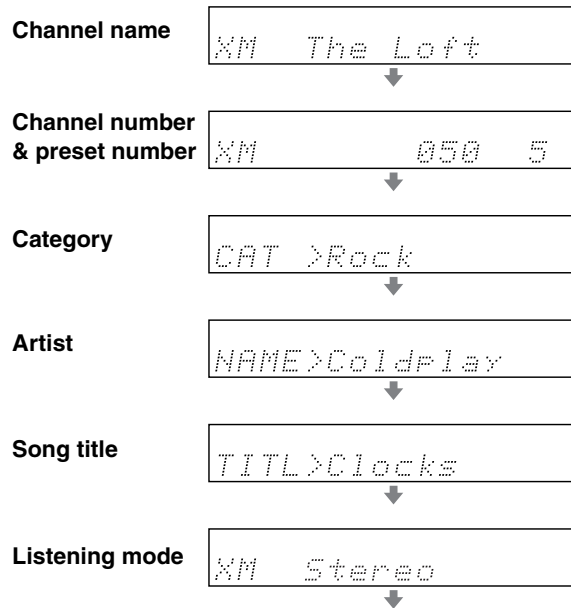 Channel name
XM The Loft
Channel number
& preset number
XM 050 5
Category
CAT >Rock
Artist
NAME>Coldplay
Song title
TITL>Clocks
Listening mode
XM Stereo